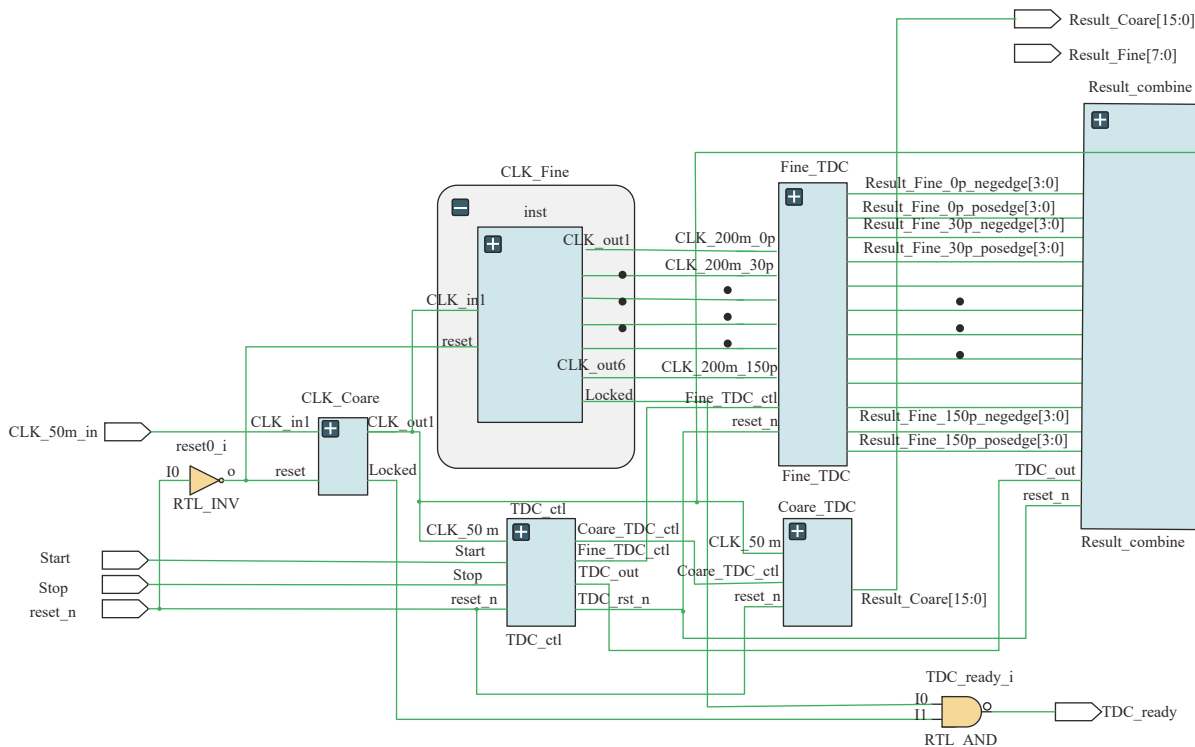 Result_Coare[15:0]
Result_Fine[7:0]
Result_combine
CLK_Fine
Fine_TDC
inst
Result_Fine_0p_negedge[3:0]
Result_Fine_0p_posedge[3:0]
Result_Fine_30p_negedge[3:0]
Result_Fine_30p_posedge[3:0]
CLK_out1
CLK_200m_0p
CLK_200m_30p
CLK_in1
reset
CLK_out6
CLK_200m_150p
Locked
Fine_TDC_ctl
reset_n
Result_Fine_150p_negedge[3:0]
Result_Fine_150p_posedge[3:0]
TDC_out
reset_n
Fine_TDC
Result_combine
CLK_Coare
CLK_50m_in
CLK_in1
CLK_out1
reset0_i
I0
o
reset
Locked
RTL_INV
TDC_ctl
Coare_TDC
CLK_50 m
Coare_TDC_ctl
Start
Start
Fine_TDC_ctl
Stop
Stop
TDC_out
reset_n
reset_n
TDC_rst_n
TDC_ctl
CLK_50 m
Coare_TDC_ctl
reset_n
Result_Coare[15:0]
TDC_ready_i
I0
I1
TDC_ready
RTL_AND